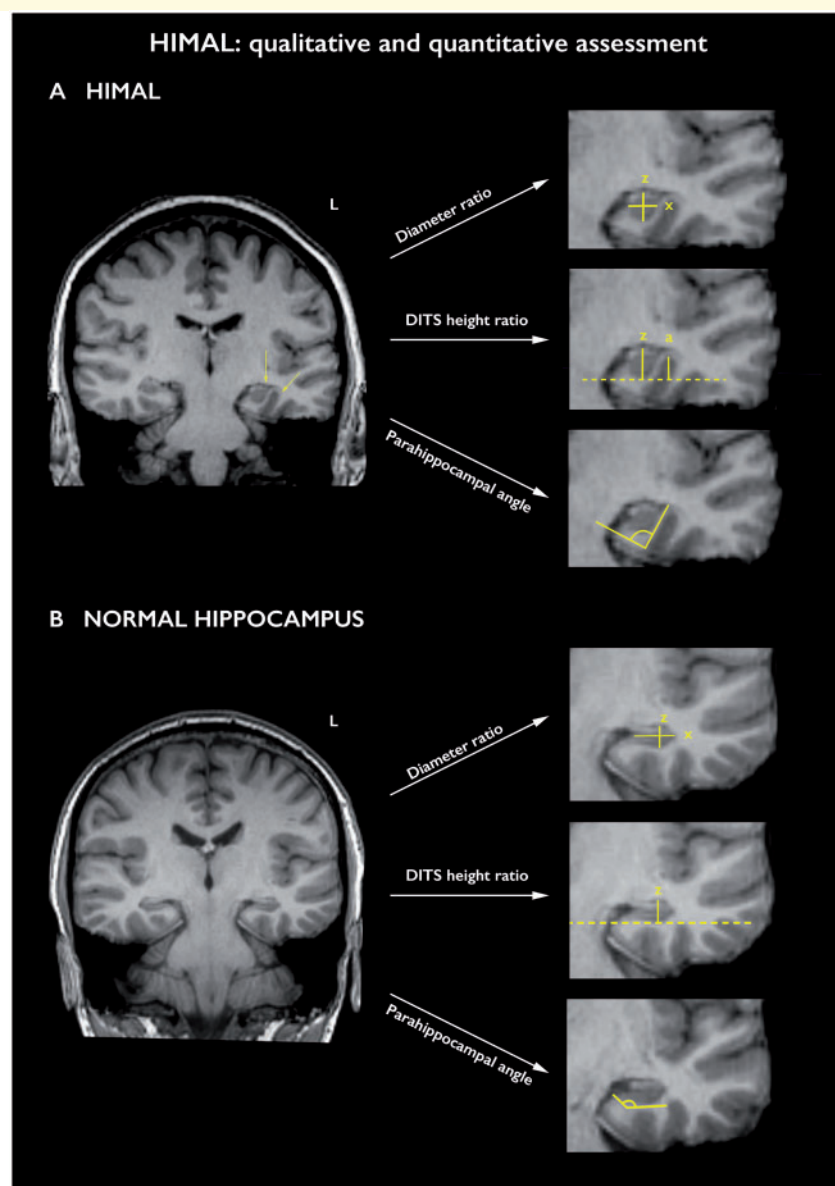 HIMAL: qualitative and quantitative assessment
A HIMAL
L
Diameter ratio
z
x
DITS height ratio
z
a
Parahippocampal angle
B NORMAL HIPPOCAMPUS
L
Diameter ratio
z
x
DITS height ratio
z
Parahippocampal angle